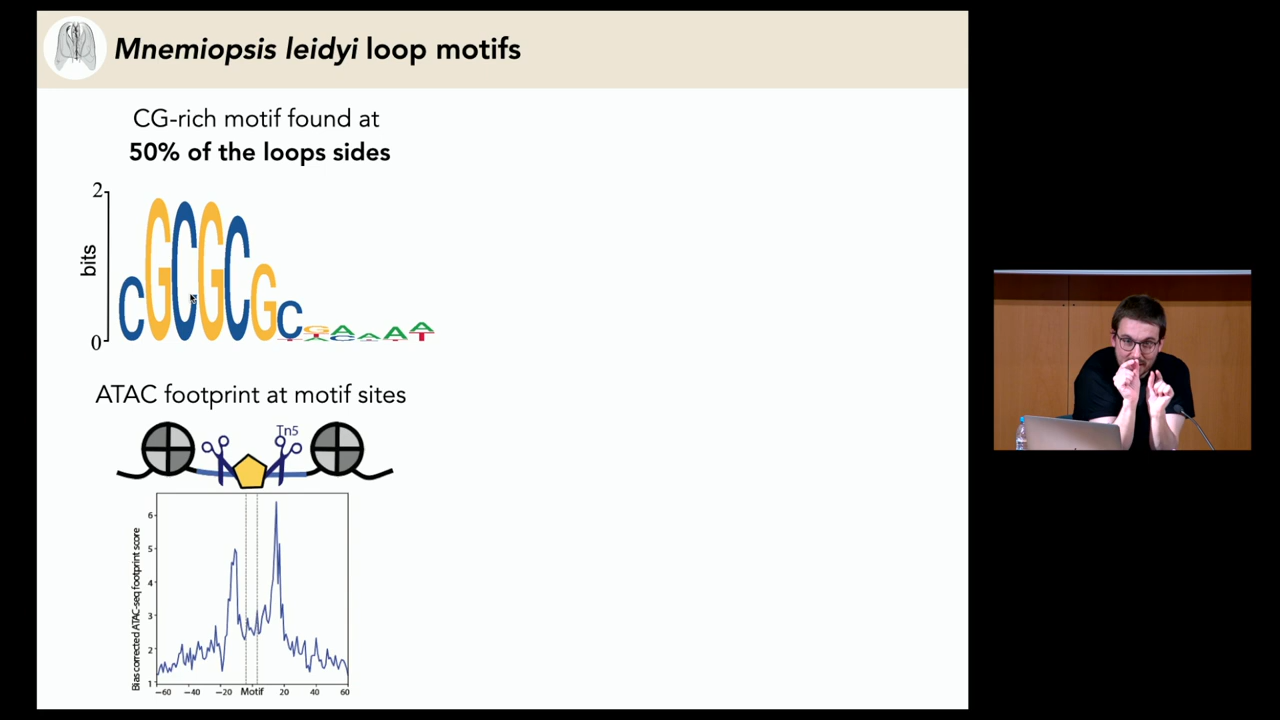 Mnemiopsis leidyi loop motifs
CG-rich motif found at
50% of the loops sides
2
bits
0
CGCGCGC
ATAC footprint at motif sites
Tn5
Bias corrected ATAC-seq footprint score
6
5
4
3
2
1
−60 −40 −20 Motif 20 40 60